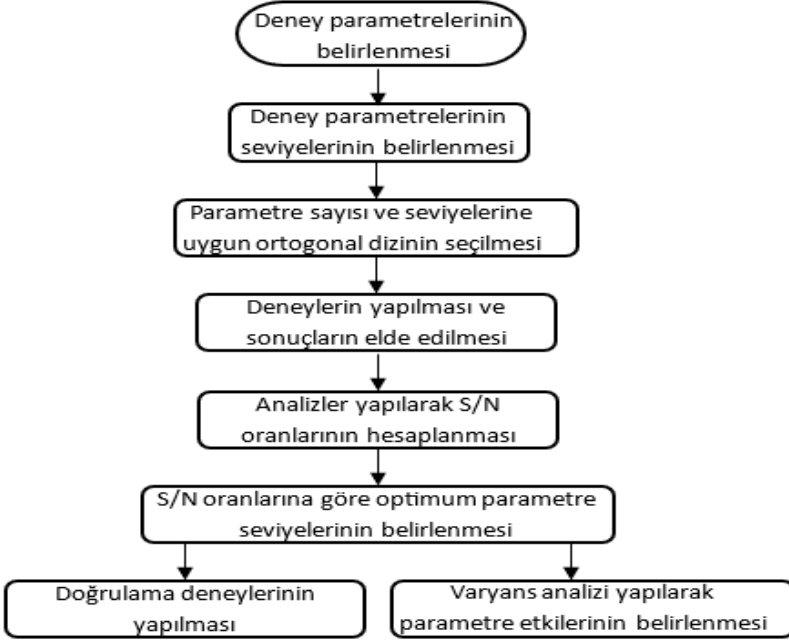 Deney parametrelerinin
belirlenmesi
Deney parametrelerinin
seviyelerinin belirlenmesi
Parametre sayısı ve seviyelerine
uygun ortogonal dizinin seçilmesi
Deneylerin yapılması ve
sonuçların elde edilmesi
Analizler yapılarak S/N
oranlarının hesaplanması
S/N oranlarına göre optimum parametre
seviyelerinin belirlenmesi
Doğrulama deneylerinin
yapılması
Varyans analizi yapılarak
parametre etkilerinin belirlenmesi